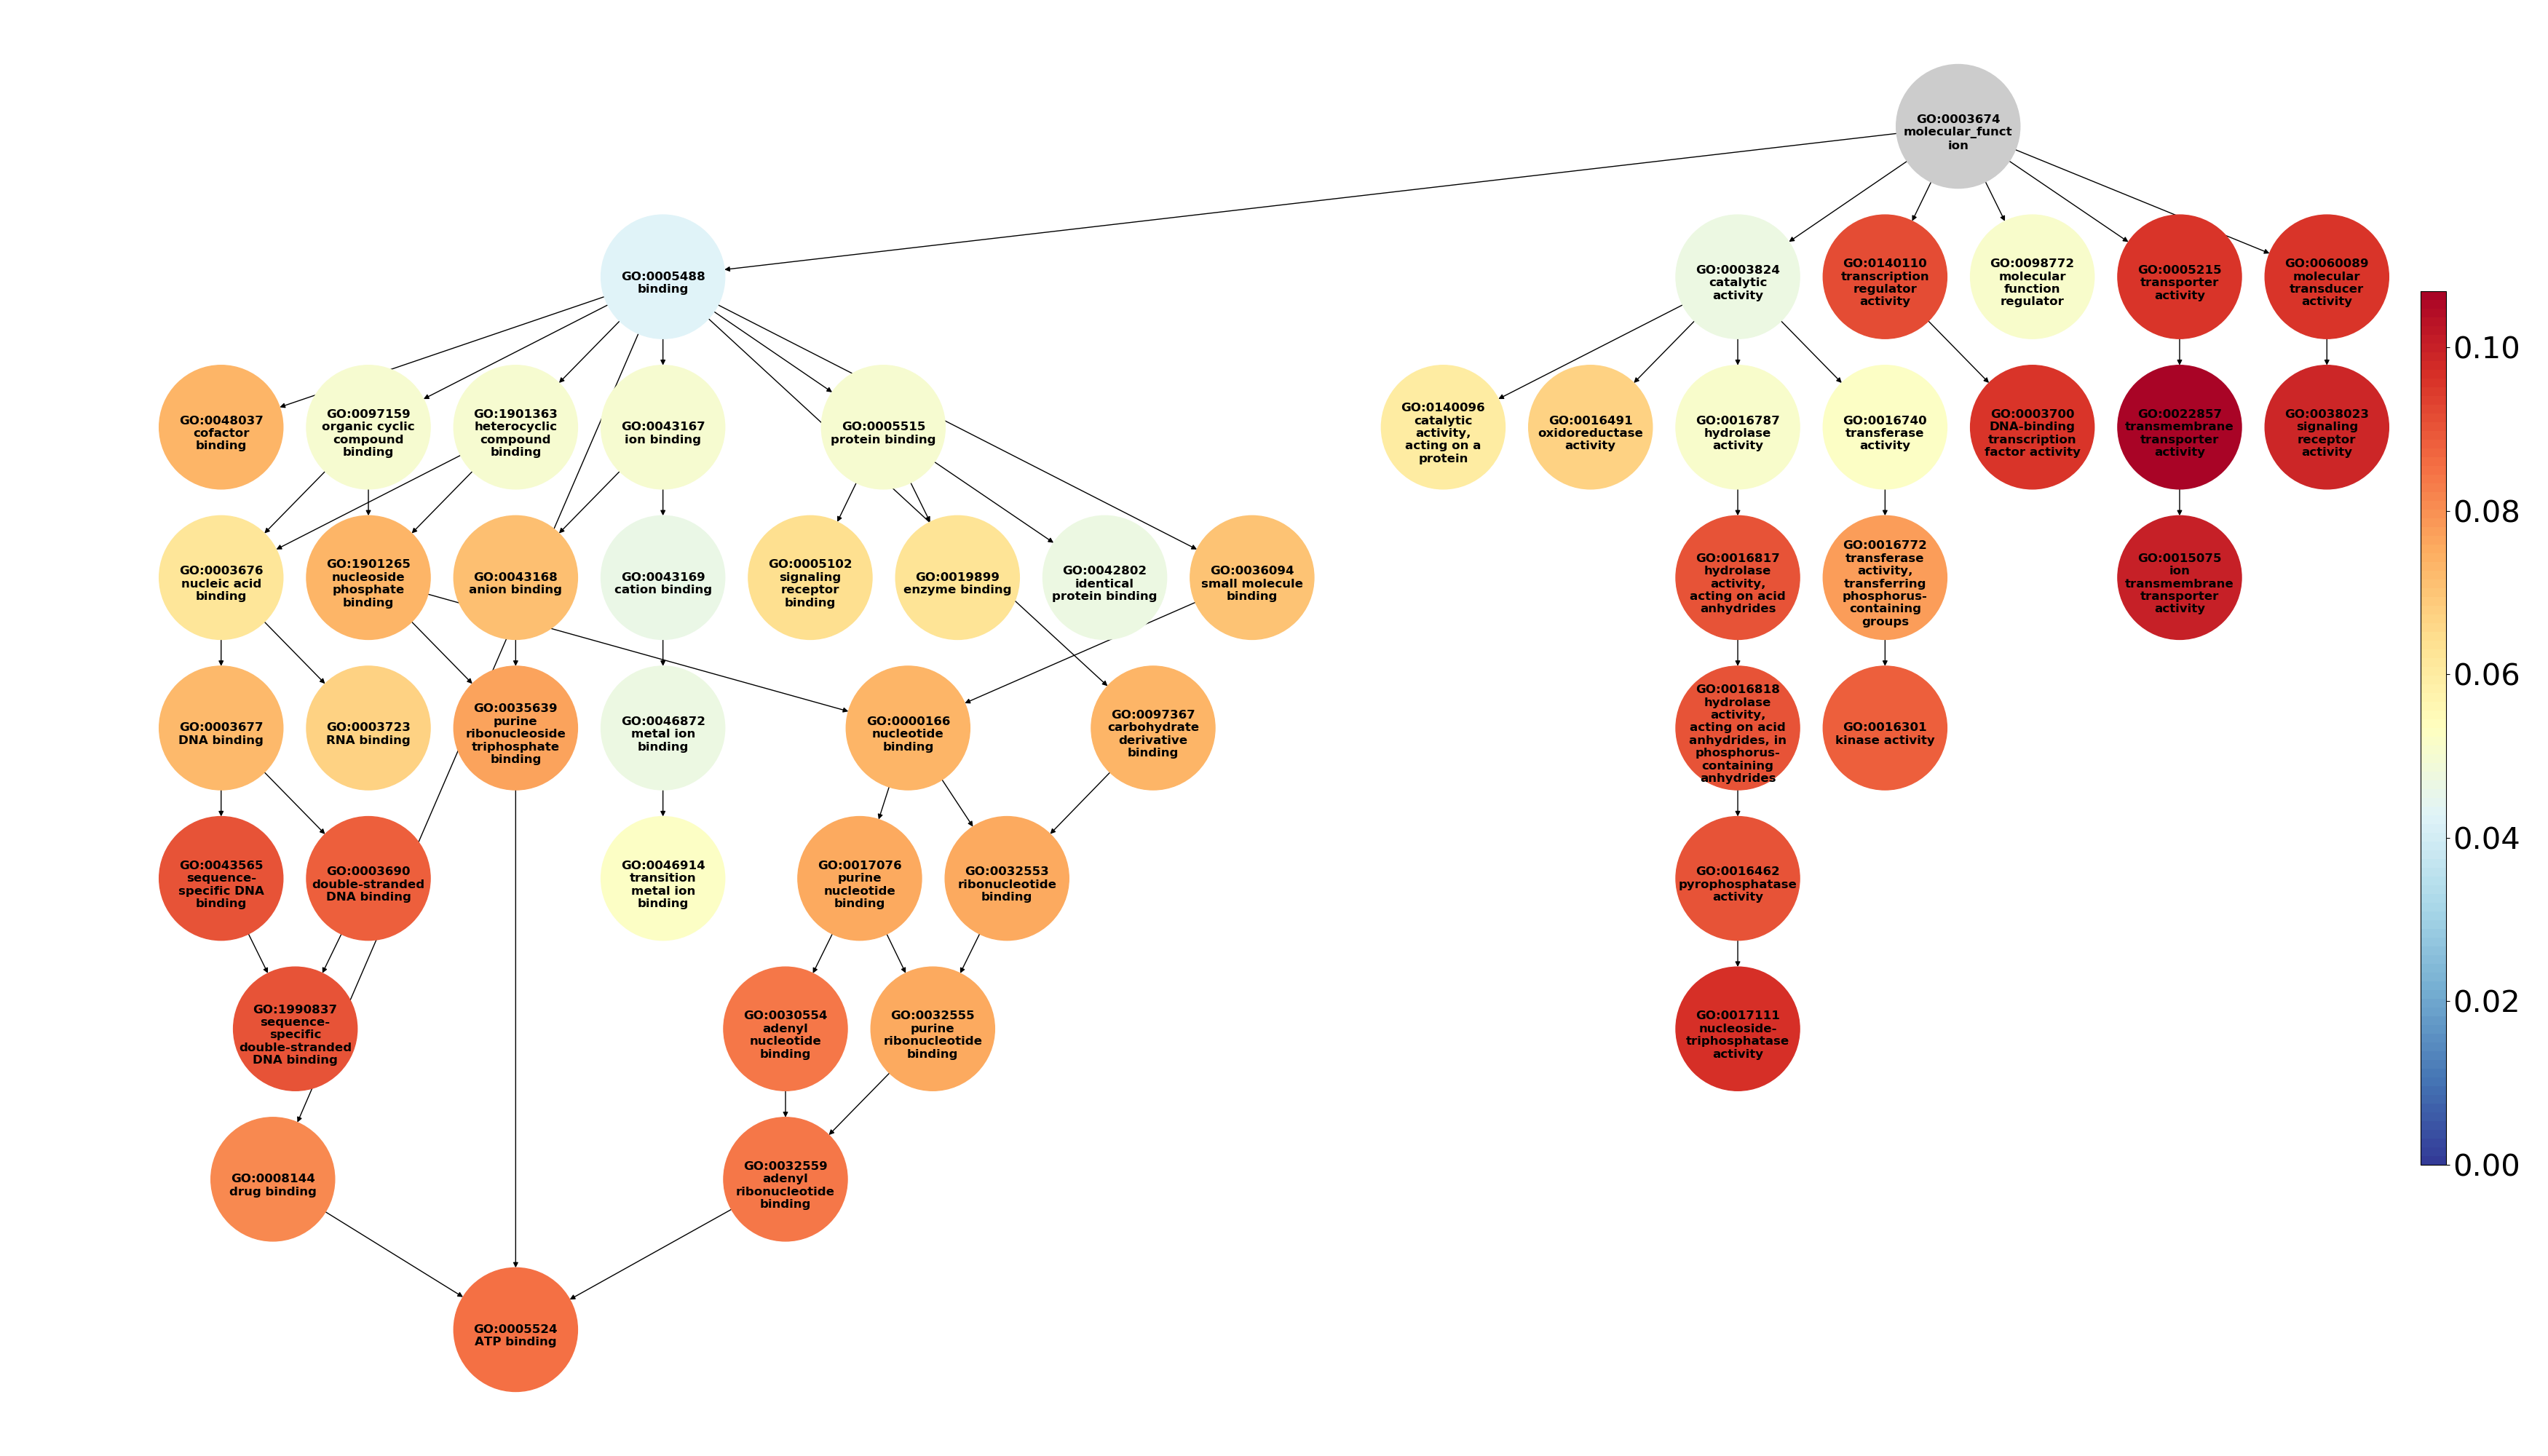 GO:0003674
molecular_funct
ion
GO:0005488
binding
GO:0003824
catalytic
activity
GO:0140110
transcription
regulator
activity
GO:0098772
molecular
function
regulator
GO:0005215
transporter
activity
GO:0060089
molecular
transducer
activity
GO:0048037
cofactor
binding
GO:0097159
organic cyclic
compound
binding
GO:1901363
heterocyclic
compound
binding
GO:0043167
ion binding
GO:0005515
protein binding
GO:0140096
catalytic
activity,
acting on a
protein
GO:0016491
oxidoreductase
activity
GO:0016787
hydrolase
activity
GO:0016740
transferase
activity
GO:0003700
DNA-binding
transcription
factor activity
GO:0022857
transmembrane
transporter
activity
GO:0038023
signaling
receptor
activity
GO:0003676
nucleic acid
binding
GO:1901265
nucleoside
phosphate
binding
GO:0043168
anion binding
GO:0043169
cation binding
GO:0005102
signaling
receptor
binding
GO:0019899
enzyme binding
GO:0042802
identical
protein binding
GO:0036094
small molecule
binding
GO:0016817
hydrolase
activity,
acting on acid
anhydrides
GO:0016772
transferase
activity,
transferring
phosphorus-
containing
groups
GO:0015075
ion
transmembrane
transporter
activity
GO:0003677
DNA binding
GO:0003723
RNA binding
GO:0035639
purine
ribonucleoside
triphosphate
binding
GO:0046872
metal ion
binding
GO:0000166
nucleotide
binding
GO:0097367
carbohydrate
derivative
binding
GO:0016818
hydrolase
activity,
acting on acid
anhydrides, in
phosphorus-
containing
anhydrides
GO:0016301
kinase activity
GO:0043565
sequence-
specific DNA
binding
GO:0003690
double-stranded
DNA binding
GO:0046914
transition
metal ion
binding
GO:0017076
purine
nucleotide
binding
GO:0032553
ribonucleotide
binding
GO:0016462
pyrophosphatase
activity
GO:1990837
sequence-
specific
double-stranded
DNA binding
GO:0030554
adenyl
nucleotide
binding
GO:0032555
purine
ribonucleotide
binding
GO:0017111
nucleoside-
triphosphatase
activity
GO:0008144
drug binding
GO:0032559
adenyl
ribonucleotide
binding
GO:0005524
ATP binding
0.10
0.08
0.06
0.04
0.02
0.00